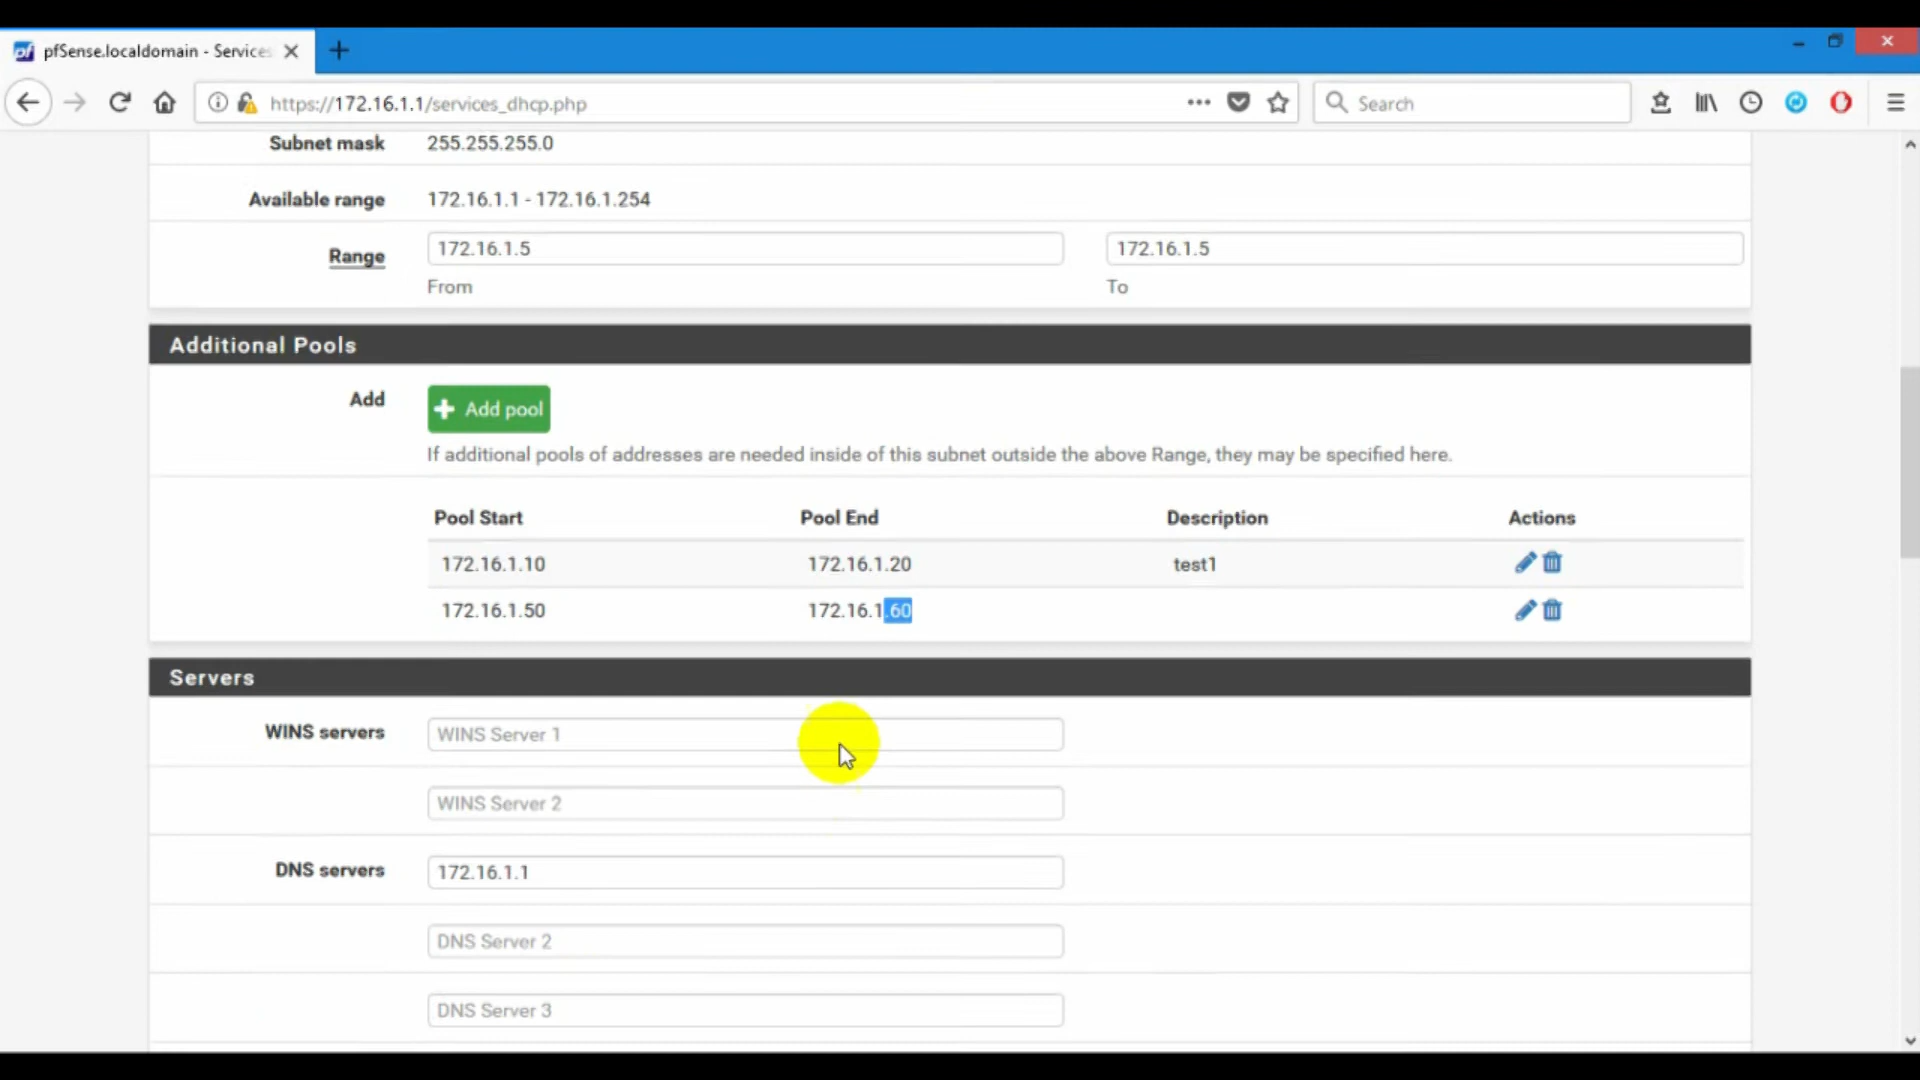 pfSense.localdomain - Services
https://172.16.1.1/services_dhcp.php
Search
Subnet mask 255.255.255.0
Available range 172.16.1.1 - 172.16.1.254
Range 172.16.1.5 172.16.1.5
From To
Additional Pools
Add Add pool
If additional pools of addresses are needed inside of this subnet outside the above Range, they may be specified here.
Pool Start Pool End Description Actions
172.16.1.10 172.16.1.20 test1
172.16.1.50 172.16.1.60
Servers
WINS servers WINS Server 1
WINS Server 2
DNS servers 172.16.1.1
DNS Server 2
DNS Server 3